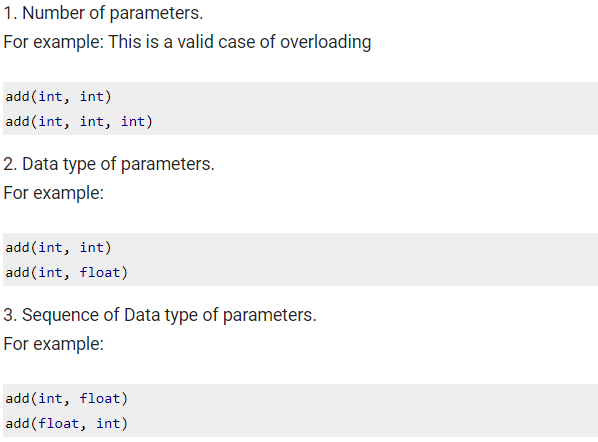 1. Number of parameters.
For example: This is a valid case of overloading
add(int, int)
add(int, int, int)
2. Data type of parameters.
For example:
add(int, int)
add(int, float)
3. Sequence of Data type of parameters.
For example:
add(int, float)
add(float, int)